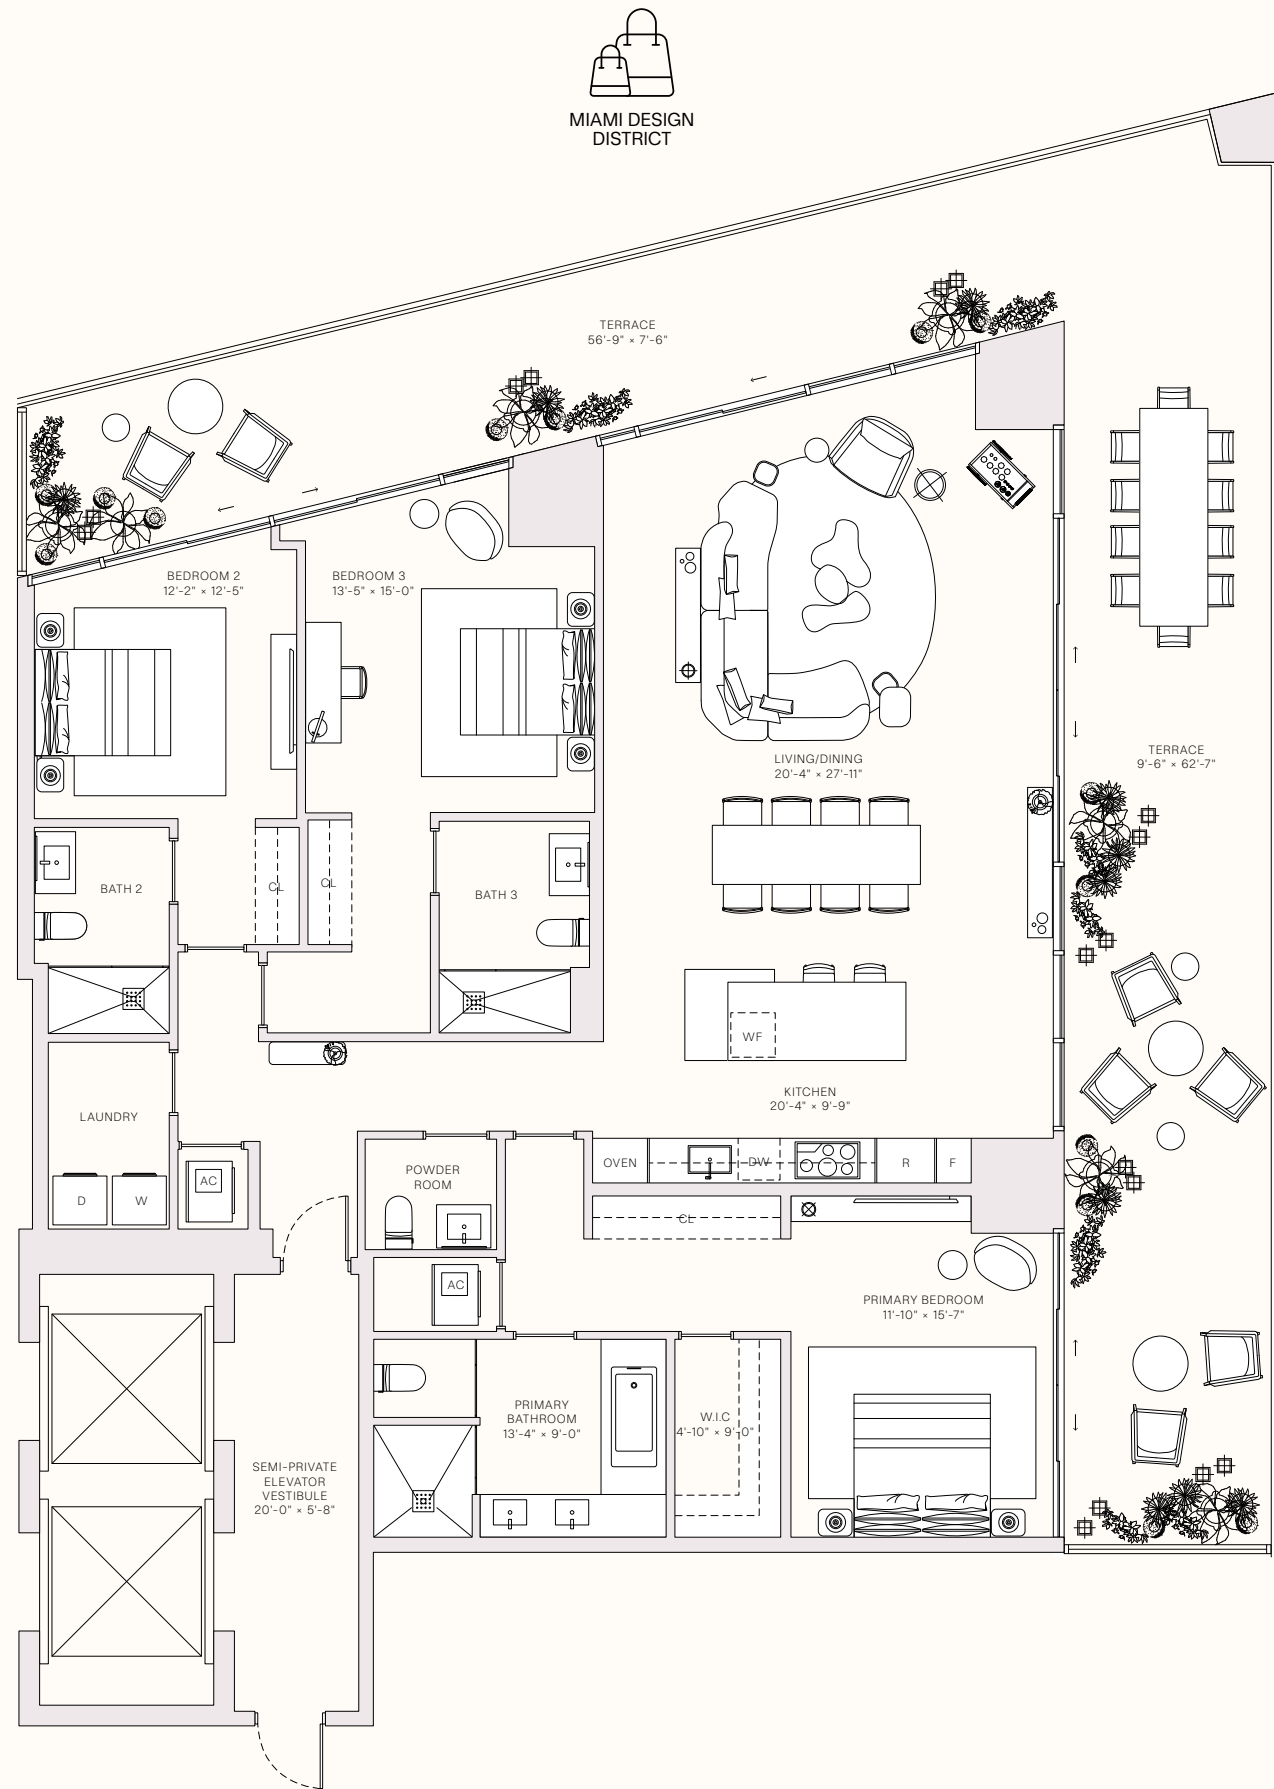 MIAMI DESIGN
DISTRICT
TERRACE
56'-9" × 7'-6"
BEDROOM 2
12'-2" × 12'-5"
BEDROOM 3
13'-5" × 15'-0"
LIVING/DINING
20'-4" × 27'-11"
TERRACE
9'-6" × 62'-7"
BATH 2
CL
CL
BATH 3
WF
KITCHEN
20'-4" × 9'-9"
LAUNDRY
D
W
AC
POWDER
ROOM
OVEN
DW
R
F
CL
AC
PRIMARY BEDROOM
11'-10" × 15'-7"
PRIMARY
BATHROOM
13'-4" × 9'-0"
W.I.C
4'-10" × 9'-0"
SEMI-PRIVATE
ELEVATOR
VESTIBULE
20'-0" × 5'-8"